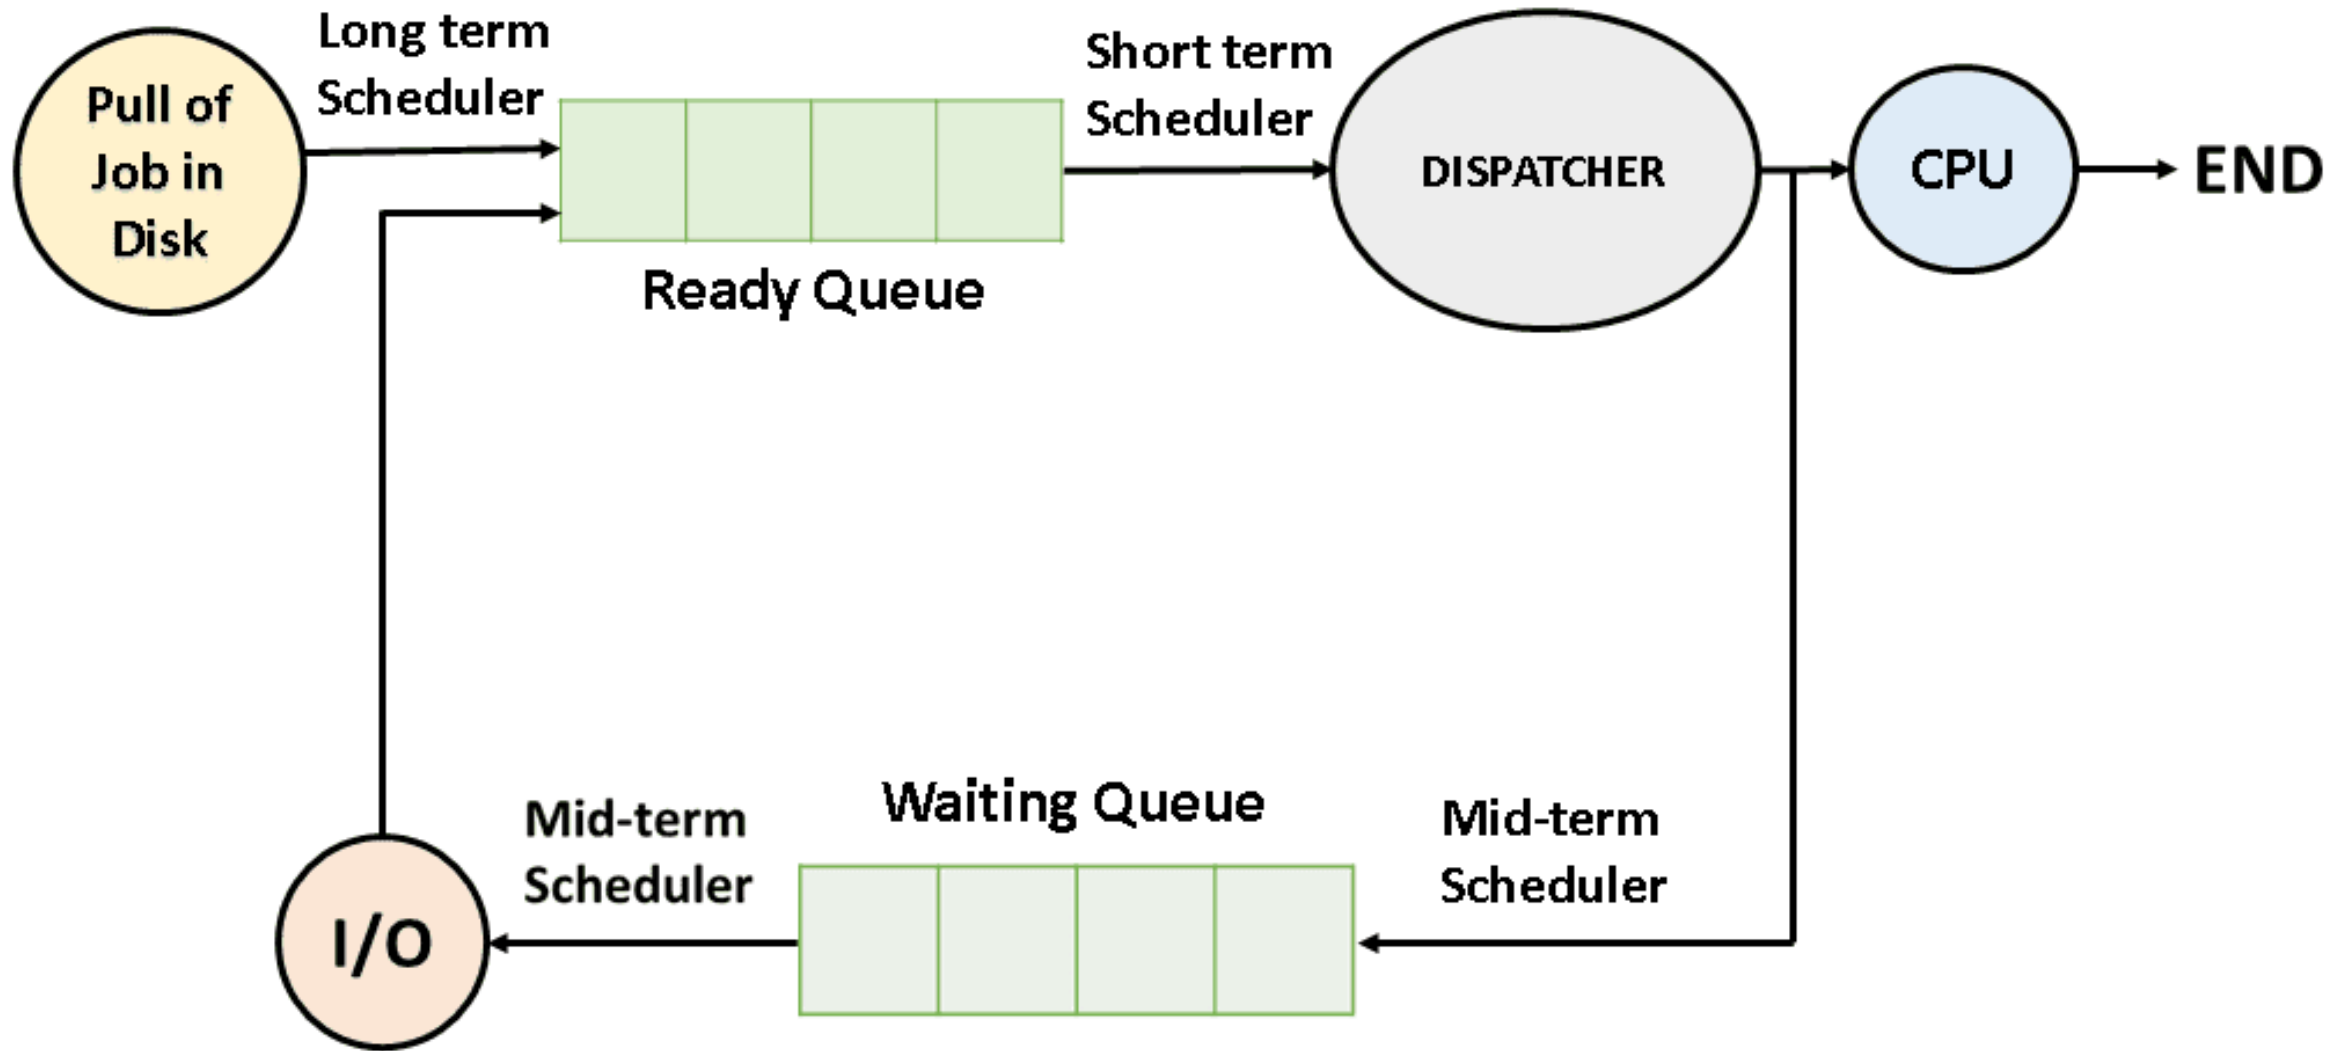 Long term
Scheduler
Short term
Scheduler
Pull of
Job in
Disk
DISPATCHER
CPU
END
Ready Queue
Waiting Queue
Mid-term
Scheduler
Mid-term
Scheduler
I/O